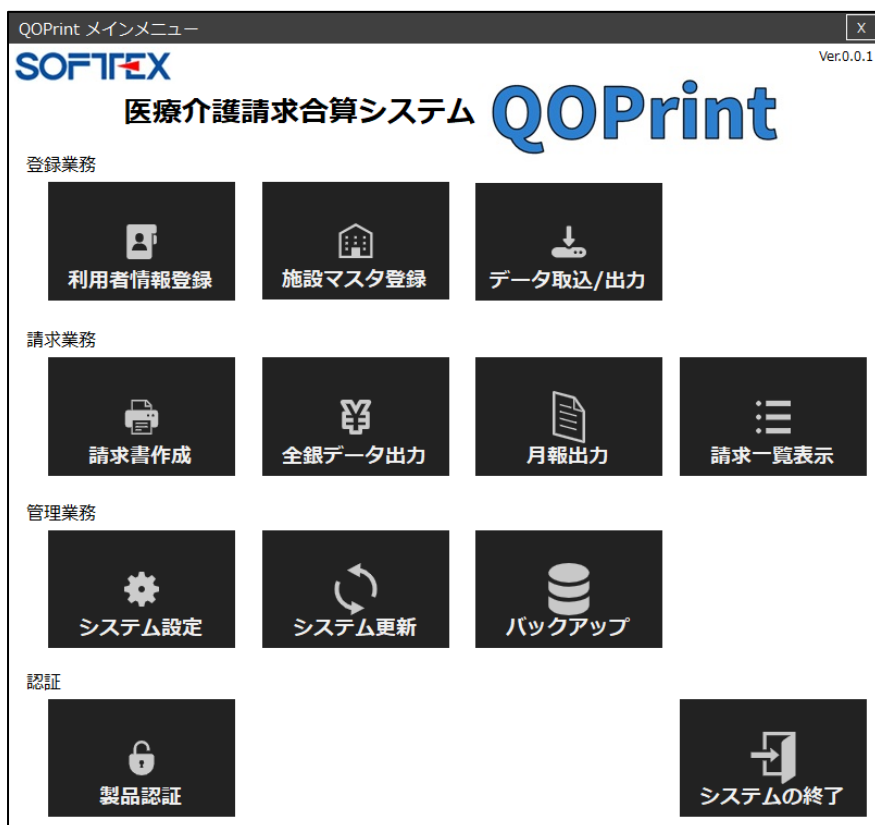 QOPrint メインメニュー X
SOFTEX
Ver.0.0.1
医療介護請求合算システム QOPrint
登録業務
利用者情報登録 施設マスタ登録 データ取込/出力
請求業務
請求書作成 全銀データ出力 月報出力 請求一覧表示
管理業務
システム設定 システム更新 バックアップ
認証
製品認証 システムの終了